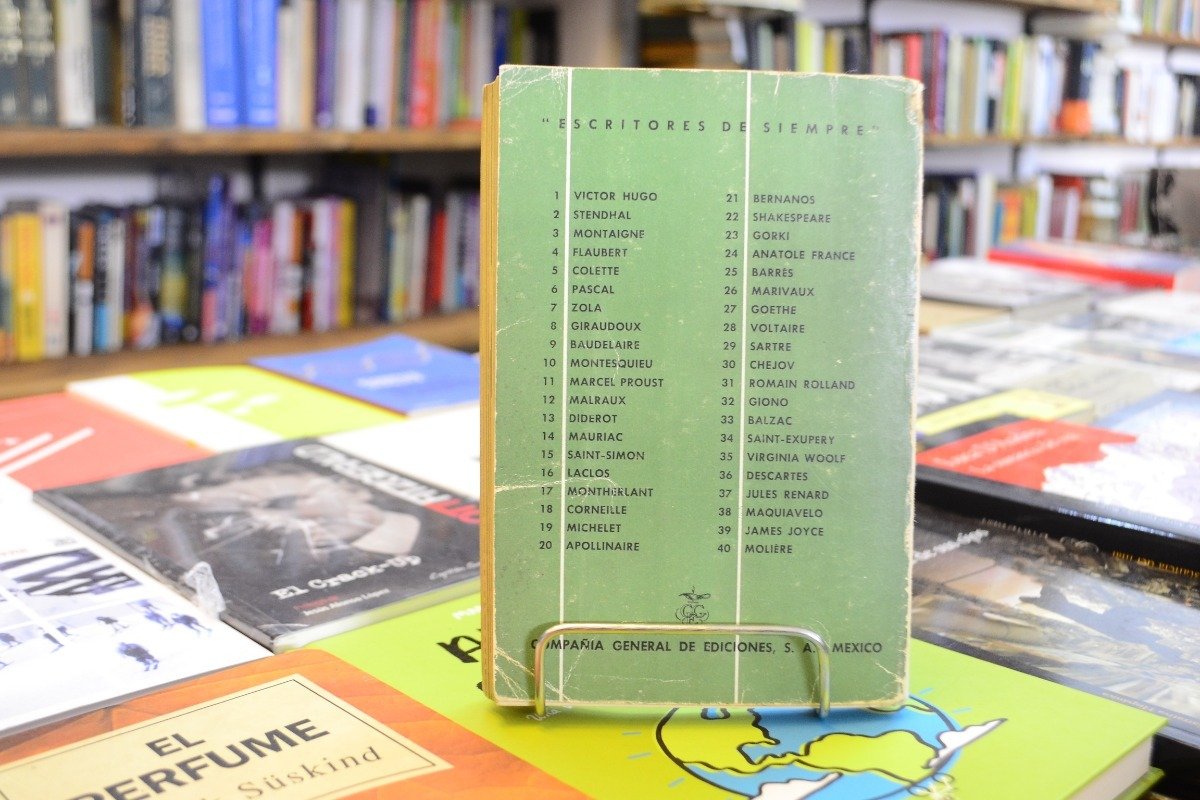 "ESCRITORES DE SIEMPRE"
1 VICTOR HUGO
2 STENDHAL
3 MONTAIGNE
4 FLAUBERT
5 COLETTE
6 PASCAL
7 ZOLA
8 GIRAUDOUX
9 BAUDELAIRE
10 MONTESQUIEU
11 MARCEL PROUST
12 MALRAUX
13 DIDEROT
14 MAURIAC
15 SAINT-SIMON
16 LACLOS
17 MONTHERLANT
18 CORNEILLE
19 MICHELET
20 APOLLINAIRE
21 BERNANOS
22 SHAKESPEARE
23 GORKI
24 ANATOLE FRANCE
25 BARRÈS
26 MARIVAUX
27 GOETHE
28 VOLTAIRE
29 SARTRE
30 CHEJOV
31 ROMAIN ROLLAND
32 GIONO
33 BALZAC
34 SAINT-EXUPERY
35 VIRGINIA WOOLF
36 DESCARTES
37 JULES RENARD
38 MAQUIAVELO
39 JAMES JOYCE
40 MOLIÈRE
COMPAÑIA GENERAL DE EDICIONES, S. A. MEXICO
El Crack-Up
EL
PERFUME
Süskind